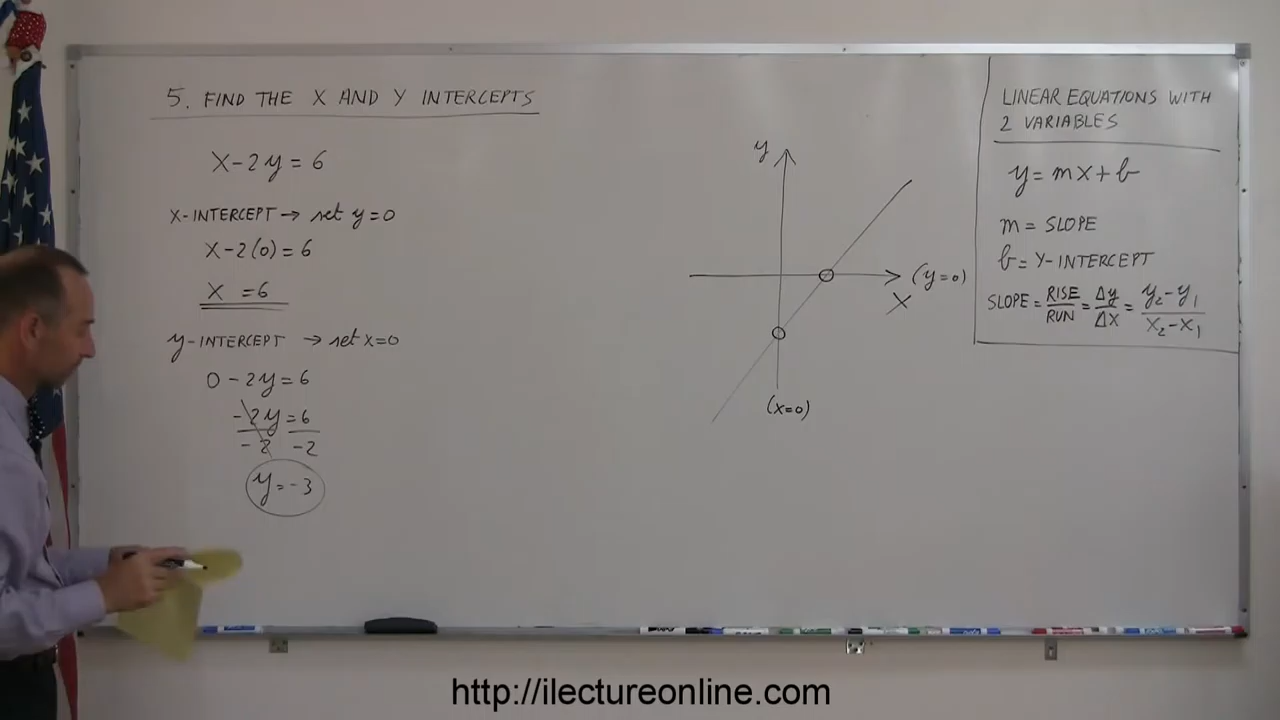 5. FIND THE X AND Y INTERCEPTS
X-2y=6
X-INTERCEPT → set y=0
X-2(0)=6
X =6
y-INTERCEPT → set x=0
0-2y=6
-2y=6
-2 -2
y=-3
y
(y=0)
X
(x=0)
LINEAR EQUATIONS WITH
2 VARIABLES
y=mx+b
m= SLOPE
b= Y-INTERCEPT
SLOPE = RISE/RUN = Δy/Δx = y₂-y₁/x₂-x₁
http://ilectureonline.com